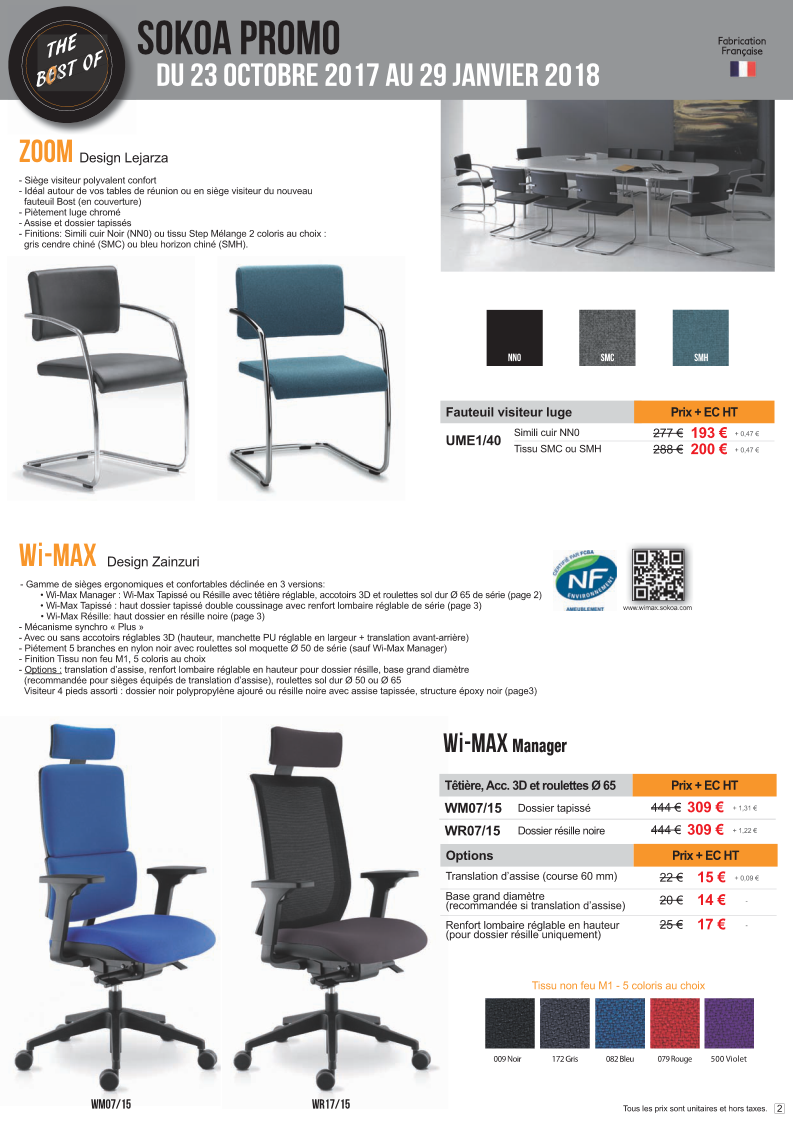 THE
BOST OF
SOKOA PROMO
DU 23 OCTOBRE 2017 AU 29 JANVIER 2018
Fabrication
Française
ZOOM Design Lejarza
- Siège visiteur polyvalent confort
- Idéal autour de vos tables de réunion ou en siège visiteur du nouveau
fauteuil Bost (en couverture)
- Piètement luge chromé
- Assise et dossier tapissés
- Finitions: Simili cuir Noir (NN0) ou tissu Step Mélange 2 coloris au choix :
gris cendre chiné (SMC) ou bleu horizon chiné (SMH).
NN0 SMC SMH
Fauteuil visiteur luge Prix + EC HT
UME1/40
Simili cuir NN0 277 € 193 € + 0,47 €
Tissu SMC ou SMH 288 € 200 € + 0,47 €
Wi-MAX Design Zainzuri
- Gamme de sièges ergonomiques et confortables déclinée en 3 versions:
• Wi-Max Manager : Wi-Max Tapissé ou Résille avec têtière réglable, accotoirs 3D et roulettes sol dur Ø 65 de série (page 2)
• Wi-Max Tapissé : haut dossier tapissé double coussinage avec renfort lombaire réglable de série (page 3)
• Wi-Max Résille: haut dossier en résille noire (page 3)
- Mécanisme synchro « Plus »
- Avec ou sans accotoirs réglables 3D (hauteur, manchette PU réglable en largeur + translation avant-arrière)
- Piétement 5 branches en nylon noir avec roulettes sol moquette Ø 50 de série (sauf Wi-Max Manager)
- Finition Tissu non feu M1, 5 coloris au choix
- Options : translation d'assise, renfort lombaire réglable en hauteur pour dossier résille, base grand diamètre
(recommandée pour sièges équipés de translation d'assise), roulettes sol dur Ø 50 ou Ø 65
Visiteur 4 pieds assorti : dossier noir polypropylène ajouré ou résille noire avec assise tapissée, structure époxy noir (page3)
CERTIFIÉ PAR FCBA
NF
ENVIRONNEMENT
AMEUBLEMENT
www.wimax.sokoa.com
Wi-MAX Manager
Têtière, Acc. 3D et roulettes Ø 65 Prix + EC HT
WM07/15 Dossier tapissé 444 € 309 € + 1,31 €
WR07/15 Dossier résille noire 444 € 309 € + 1,22 €
Options Prix + EC HT
Translation d'assise (course 60 mm) 22 € 15 € + 0,09 €
Base grand diamètre
(recommandée si translation d'assise) 20 € 14 € -
Renfort lombaire réglable en hauteur
(pour dossier résille uniquement) 25 € 17 € -
Tissu non feu M1 - 5 coloris au choix
009 Noir 172 Gris 082 Bleu 079 Rouge 500 Violet
WM07/15 WR17/15
Tous les prix sont unitaires et hors taxes. 2